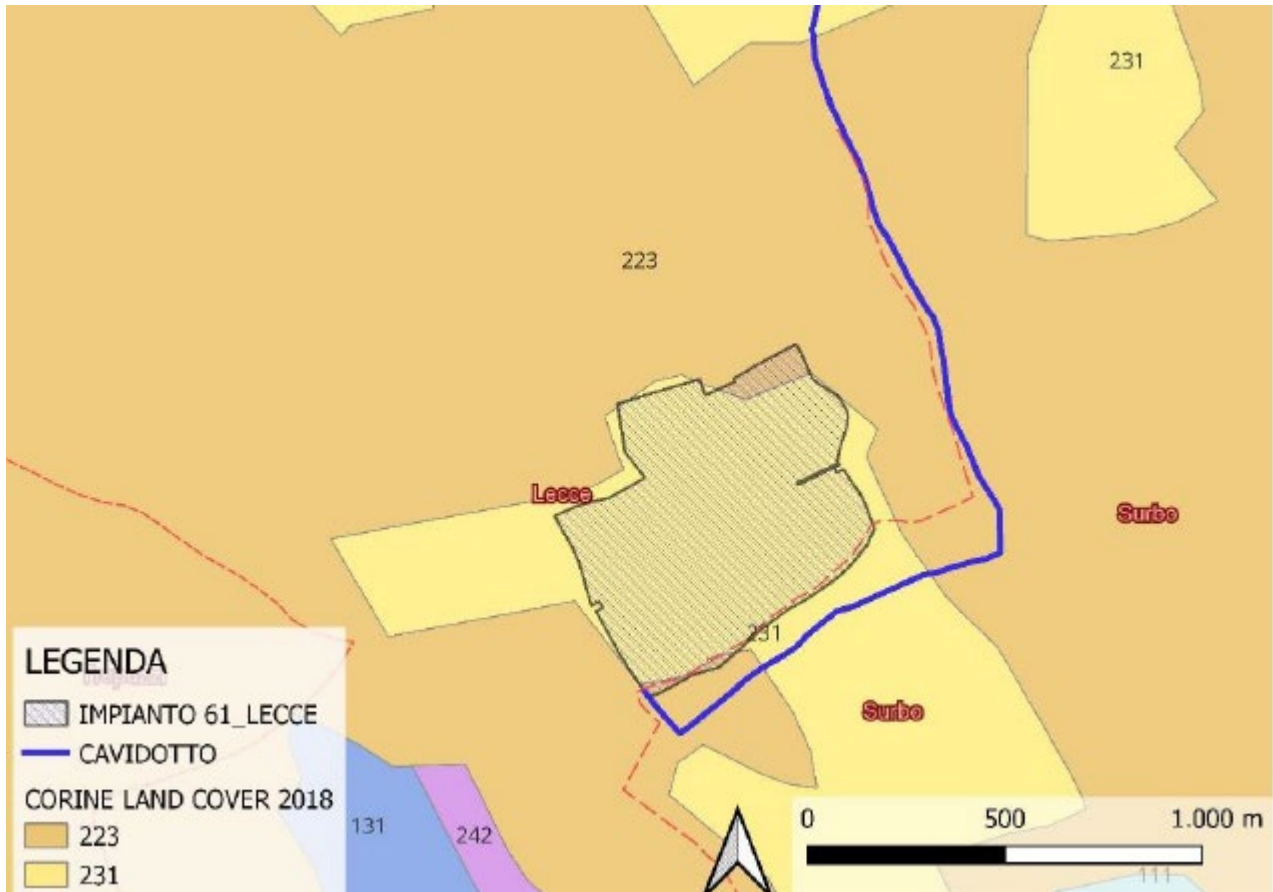 231
223
Lecce
Surbo
231
Surbo
LEGENDA
IMPIANTO 61_LECCE
CAVIDOTTO
CORINE LAND COVER 2018
223
231
131
242
0 500 1.000 m
111